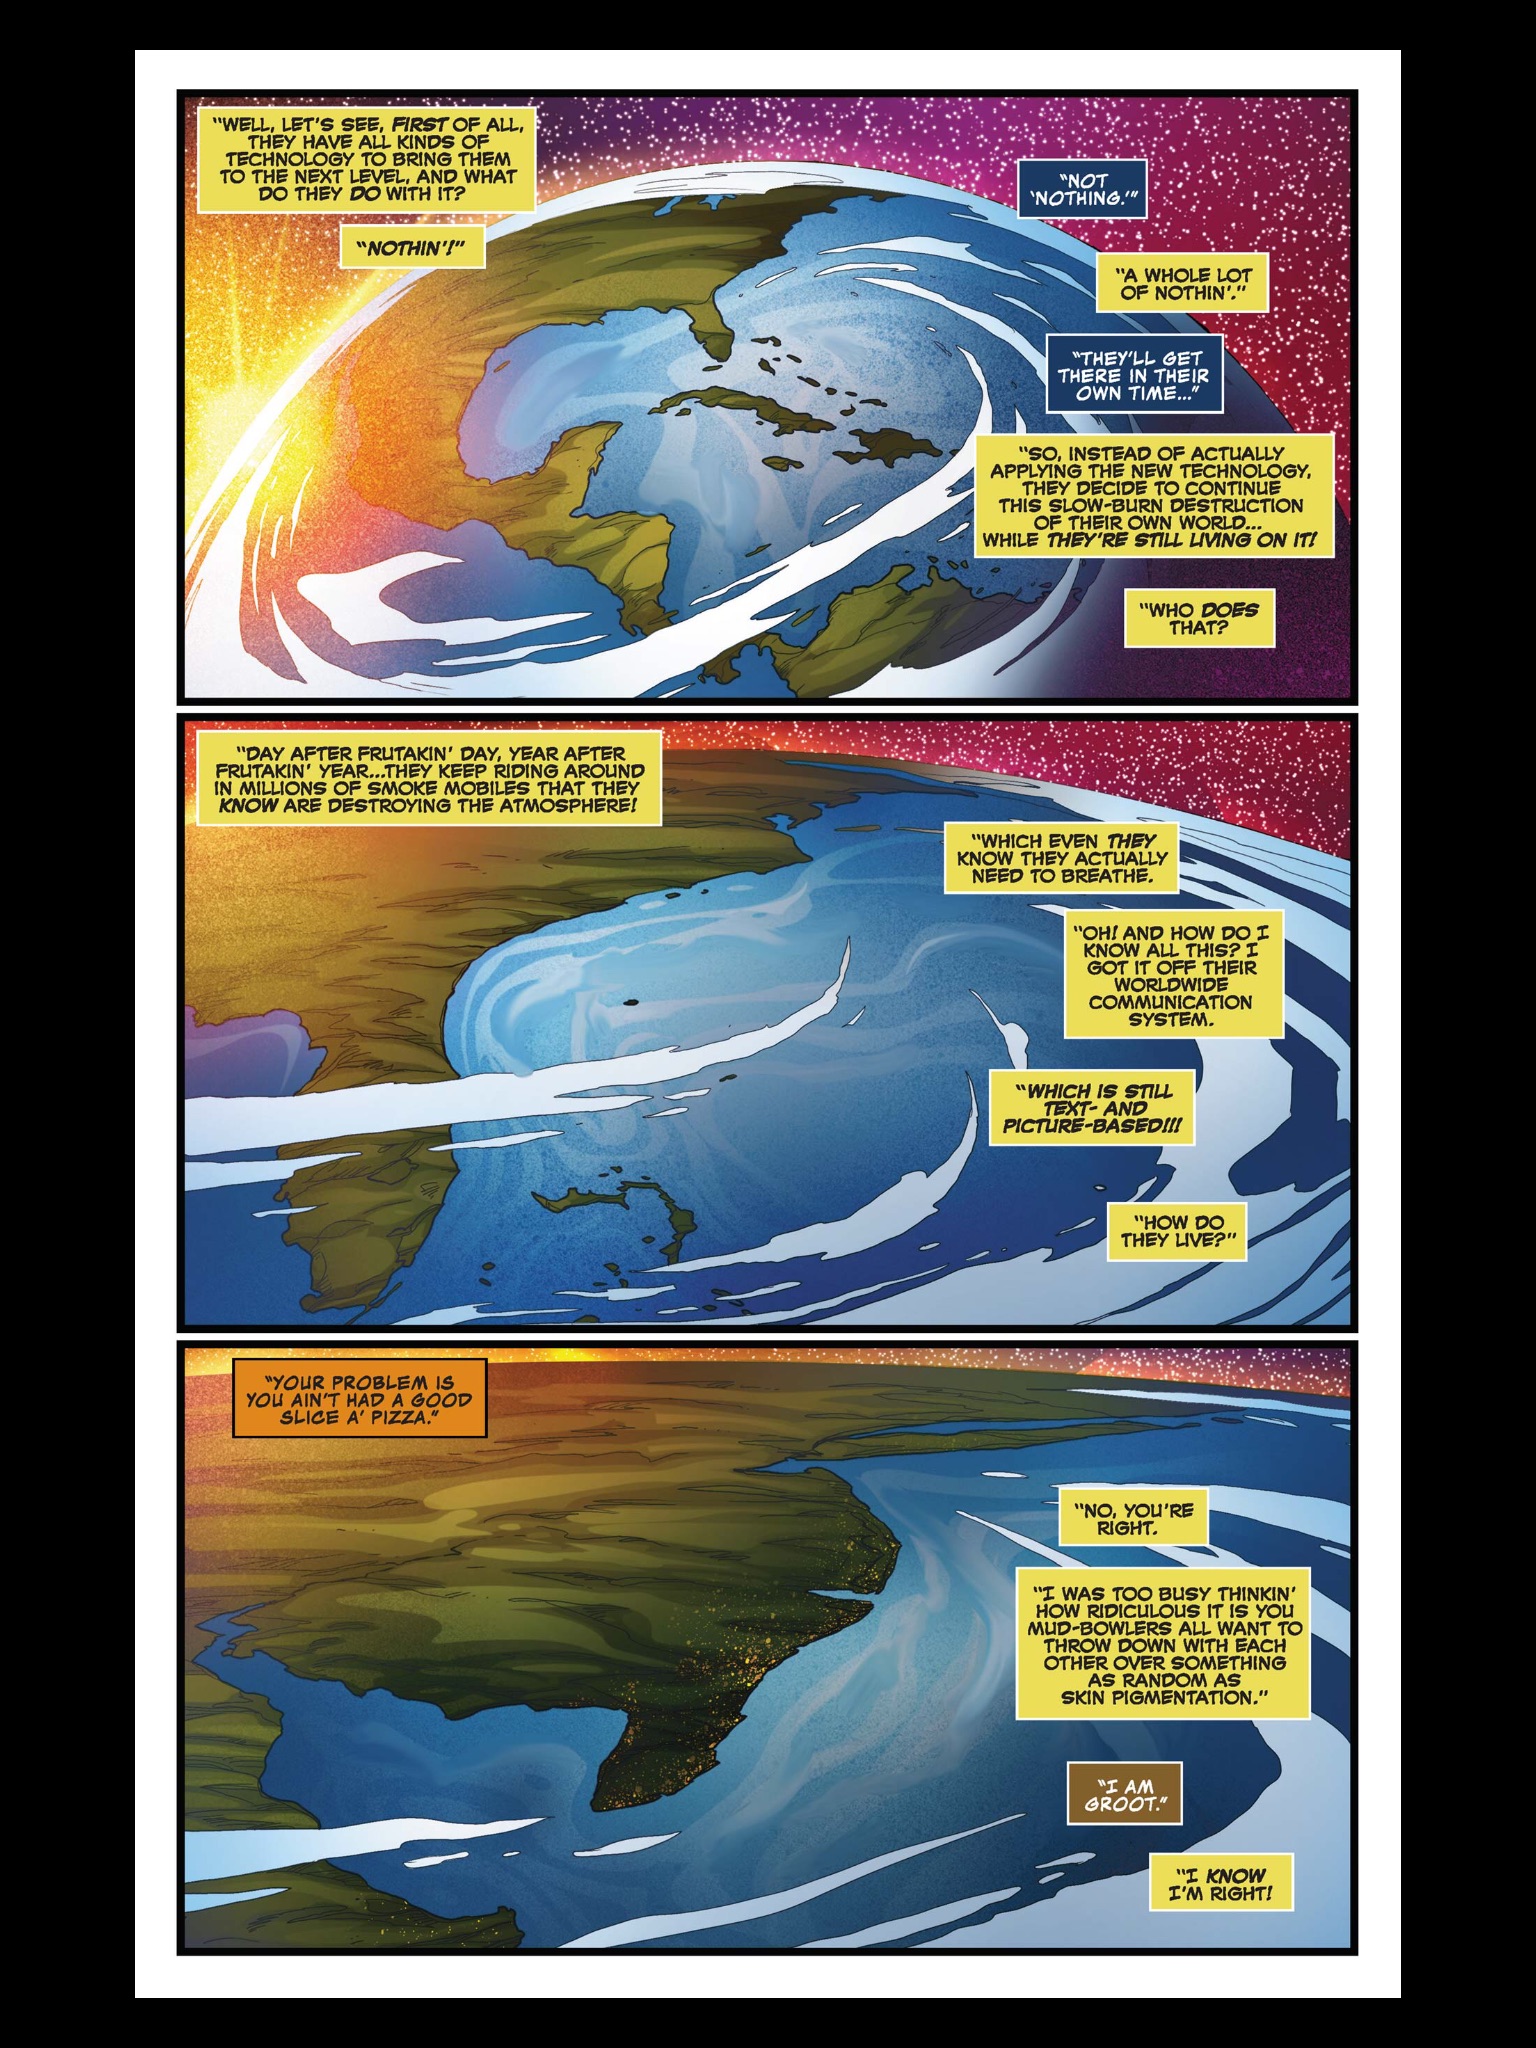 "WELL, LET'S SEE, FIRST OF ALL,
THEY HAVE ALL KINDS OF
TECHNOLOGY TO BRING THEM
TO THE NEXT LEVEL, AND WHAT
DO THEY DO WITH IT?
"NOTHIN'!"
"NOT
'NOTHING.'"
"A WHOLE LOT
OF NOTHIN'."
"THEY'LL GET
THERE IN THEIR
OWN TIME..."
"SO, INSTEAD OF ACTUALLY
APPLYING THE NEW TECHNOLOGY,
THEY DECIDE TO CONTINUE
THIS SLOW-BURN DESTRUCTION
OF THEIR OWN WORLD...
WHILE THEY'RE STILL LIVING ON IT!
"WHO DOES
THAT?
"DAY AFTER FRUTAKIN' DAY, YEAR AFTER
FRUTAKIN' YEAR...THEY KEEP RIDING AROUND
IN MILLIONS OF SMOKE MOBILES THAT THEY
KNOW ARE DESTROYING THE ATMOSPHERE!
"WHICH EVEN THEY
KNOW THEY ACTUALLY
NEED TO BREATHE.
"OH! AND HOW DO I
KNOW ALL THIS? I
GOT IT OFF THEIR
WORLDWIDE
COMMUNICATION
SYSTEM.
"WHICH IS STILL
TEXT- AND
PICTURE-BASED!!!
"HOW DO
THEY LIVE?"
"YOUR PROBLEM IS
YOU AIN'T HAD A GOOD
SLICE A' PIZZA."
"NO, YOU'RE
RIGHT.
"I WAS TOO BUSY THINKIN'
HOW RIDICULOUS IT IS YOU
MUD-BOWLERS ALL WANT TO
THROW DOWN WITH EACH
OTHER OVER SOMETHING
AS RANDOM AS
SKIN PIGMENTATION."
"I AM
GROOT."
"I KNOW
I'M RIGHT!